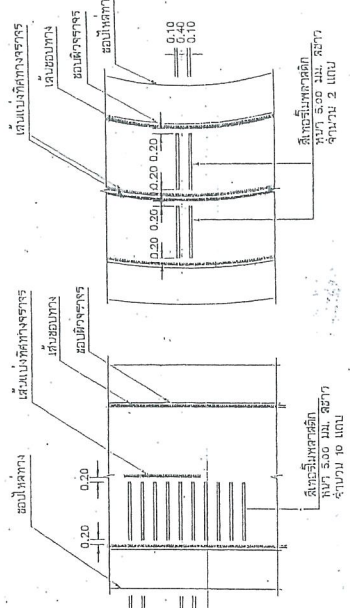 เส้นแบ่งทิศทางจราจร
เส้นขอบทาง
ขอบผิวจราจร
ขอบไหล่ทาง
0.10
0.40
0.10
0.20 0.20
0.20 0.20
0.20
สีเทอร์โมพลาสติก
หนา 5.00 มม. สีขาว
จำนวน 2 แถบ
ขอบไหล่ทาง
เส้นแบ่งทิศทางจราจร
เส้นขอบทาง
ขอบผิวจราจร
0.20
0.20
สีเทอร์โมพลาสติก
หนา 5.00 มม. สีขาว
จำนวน 10 แถบ